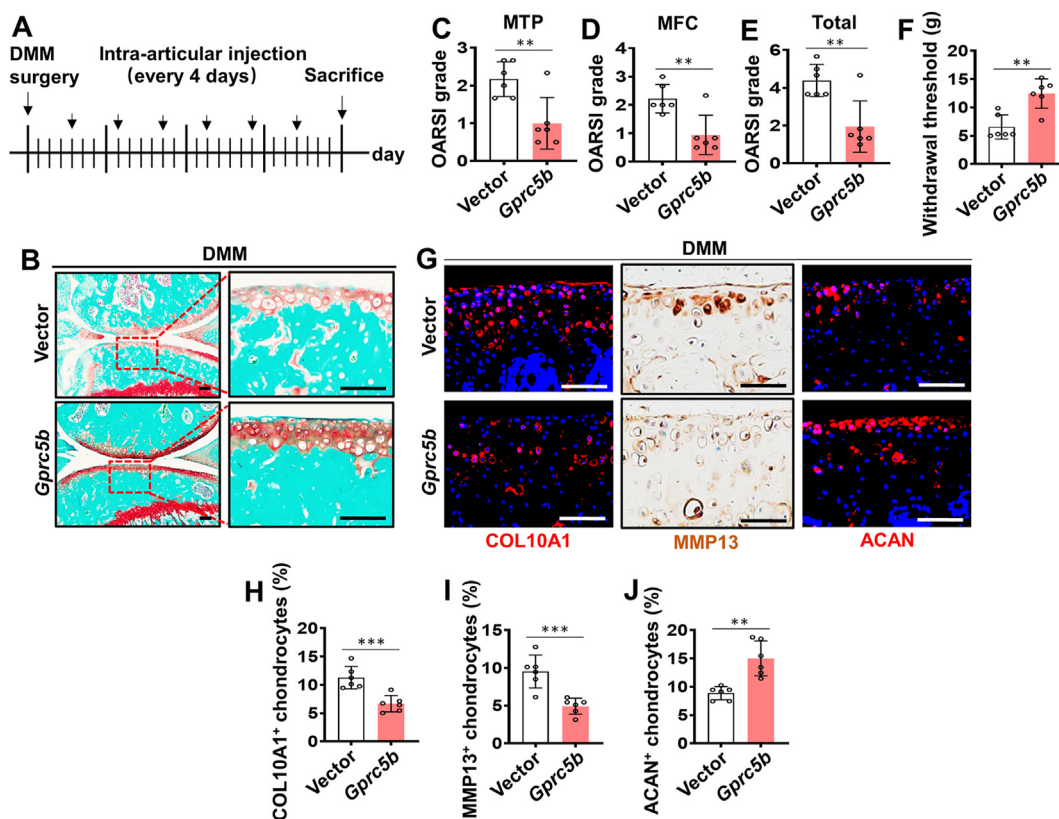 A
DMM
surgery
Intra-articular injection
(every 4 days)
Sacrifice
day
C
MTP
OARSI grade
3
2
1
0
**
Vector
Gprc5b
D
MFC
OARSI grade
4
3
2
1
0
**
Vector
Gprc5b
E
Total
OARSI grade
6
4
2
0
**
Vector
Gprc5b
F
Withdrawal threshold (g)
20
15
10
5
0
**
Vector
Gprc5b
B
DMM
Vector
Gprc5b
G
DMM
Vector
Gprc5b
COL10A1
MMP13
ACAN
H
COL10A1+ chondrocytes (%)
20
15
10
5
0
***
Vector
Gprc5b
I
MMP13+ chondrocytes (%)
15
10
5
0
***
Vector
Gprc5b
J
ACAN+ chondrocytes (%)
20
15
10
5
0
**
Vector
Gprc5b